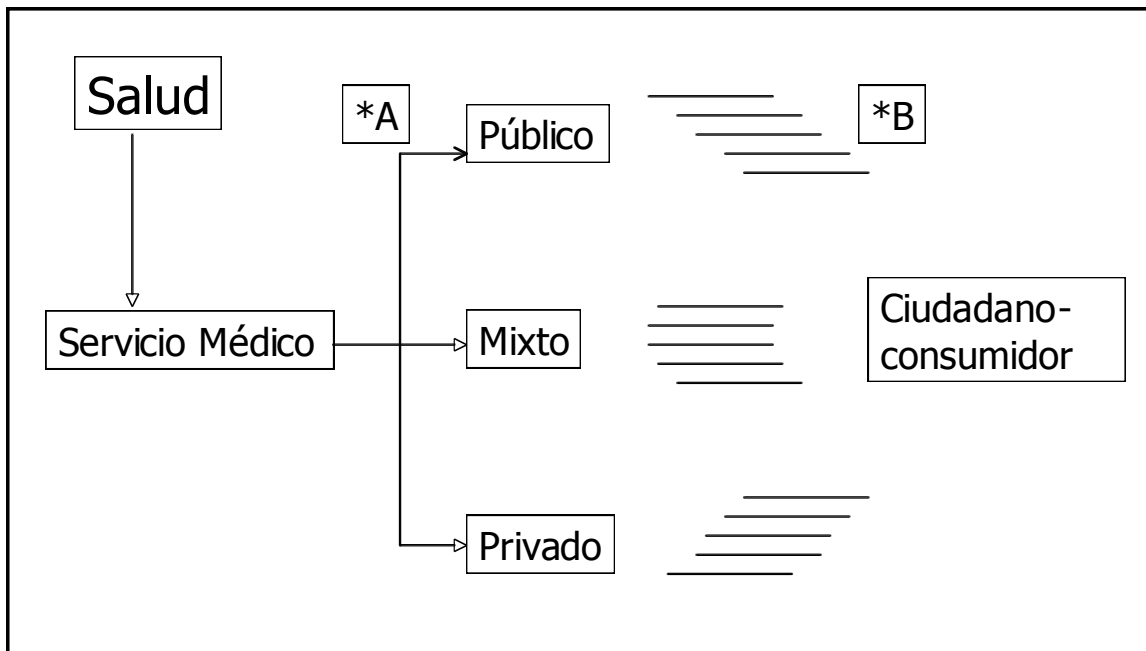 Salud
*A
Público
*B
Servicio Médico
Mixto
Ciudadano-
consumidor
Privado